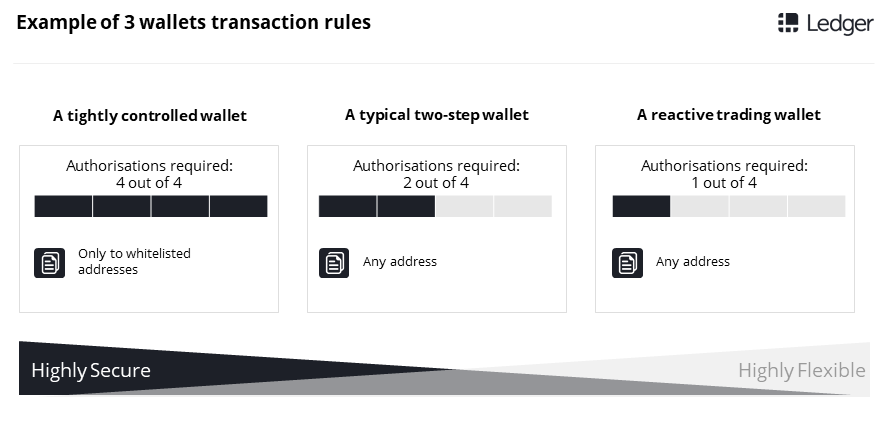 Example of 3 wallets transaction rules
Ledger
A tightly controlled wallet
A typical two-step wallet
A reactive trading wallet
Authorisations required:
4 out of 4
Authorisations required:
2 out of 4
Authorisations required:
1 out of 4
Only to whitelisted
addresses
Any address
Any address
Highly Secure
Highly Flexible